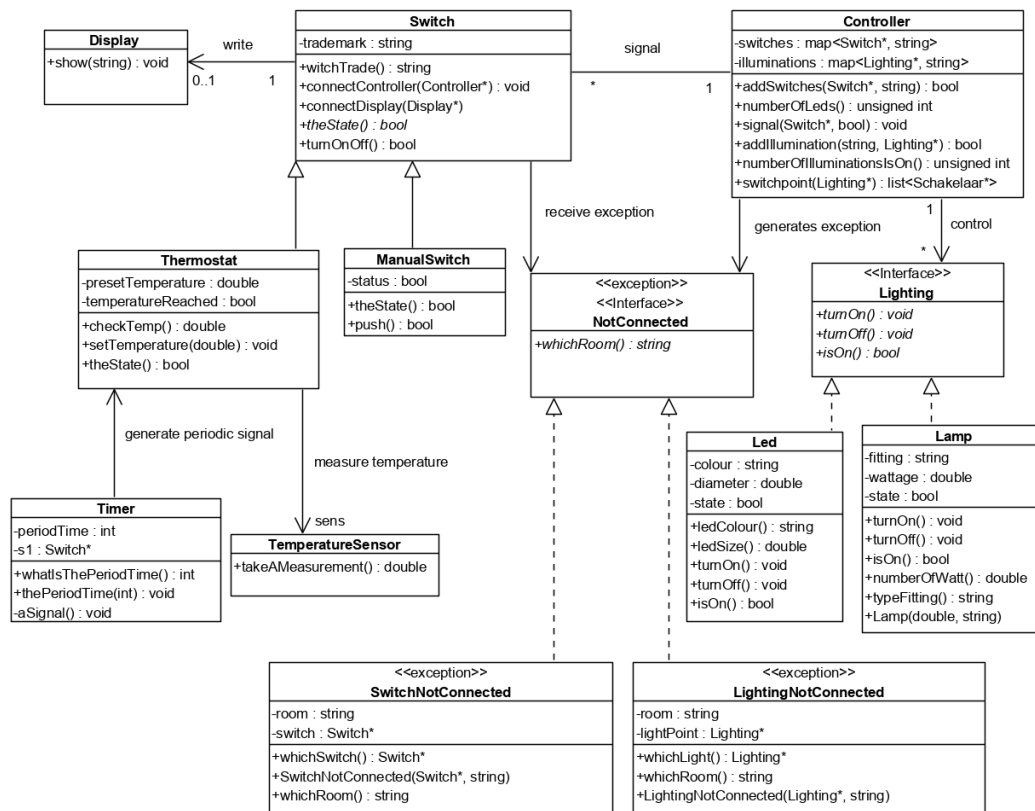 Display
+show(string) : void
write
0..1
1
Switch
-trademark : string
+witchTrade() : string
+connectController(Controller*) : void
+connectDisplay(Display*)
+theState() : bool
+turnOnOff() : bool
signal
*
1
Controller
-switches : map<Switch*, string>
-illuminations : map<Lighting*, string>
+addSwitches(Switch*, string) : bool
+numberOfLeds() : unsigned int
+signal(Switch*, bool) : void
+addIllumination(string, Lighting*) : bool
+numberOfIlluminationsIsOn() : unsigned int
+switchpoint(Lighting*) : list<Schakelaar*>
receive exception
generates exception
1
control
*
Thermostat
-presetTemperature : double
-temperatureReached : bool
+checkTemp() : double
+setTemperature(double) : void
+theState() : bool
ManualSwitch
-status : bool
+theState() : bool
+push() : bool
<<exception>>
<<Interface>>
NotConnected
+whichRoom() : string
<<Interface>>
Lighting
+turnOn() : void
+turnOff() : void
+isOn() : bool
generate periodic signal
measure temperature
sens
Timer
-periodTime : int
-s1 : Switch*
+whatIsThePeriodTime() : int
+thePeriodTime(int) : void
-aSignal() : void
TemperatureSensor
+takeAMeasurement() : double
Led
-colour : string
-diameter : double
-state : bool
+ledColour() : string
+ledSize() : double
+turnOn() : void
+turnOff() : void
+isOn() : bool
Lamp
-fitting : string
-wattage : double
-state : bool
+turnOn() : void
+turnOff() : void
+isOn() : bool
+numberOfWatt() : double
+typeFitting() : string
+Lamp(double, string)
<<exception>>
SwitchNotConnected
-room : string
-switch : Switch*
+whichSwitch() : Switch*
+SwitchNotConnected(Switch*, string)
+whichRoom() : string
<<exception>>
LightingNotConnected
-room : string
-lightPoint : Lighting*
+whichLight() : Lighting*
+whichRoom() : string
+LightingNotConnected(Lighting*, string)